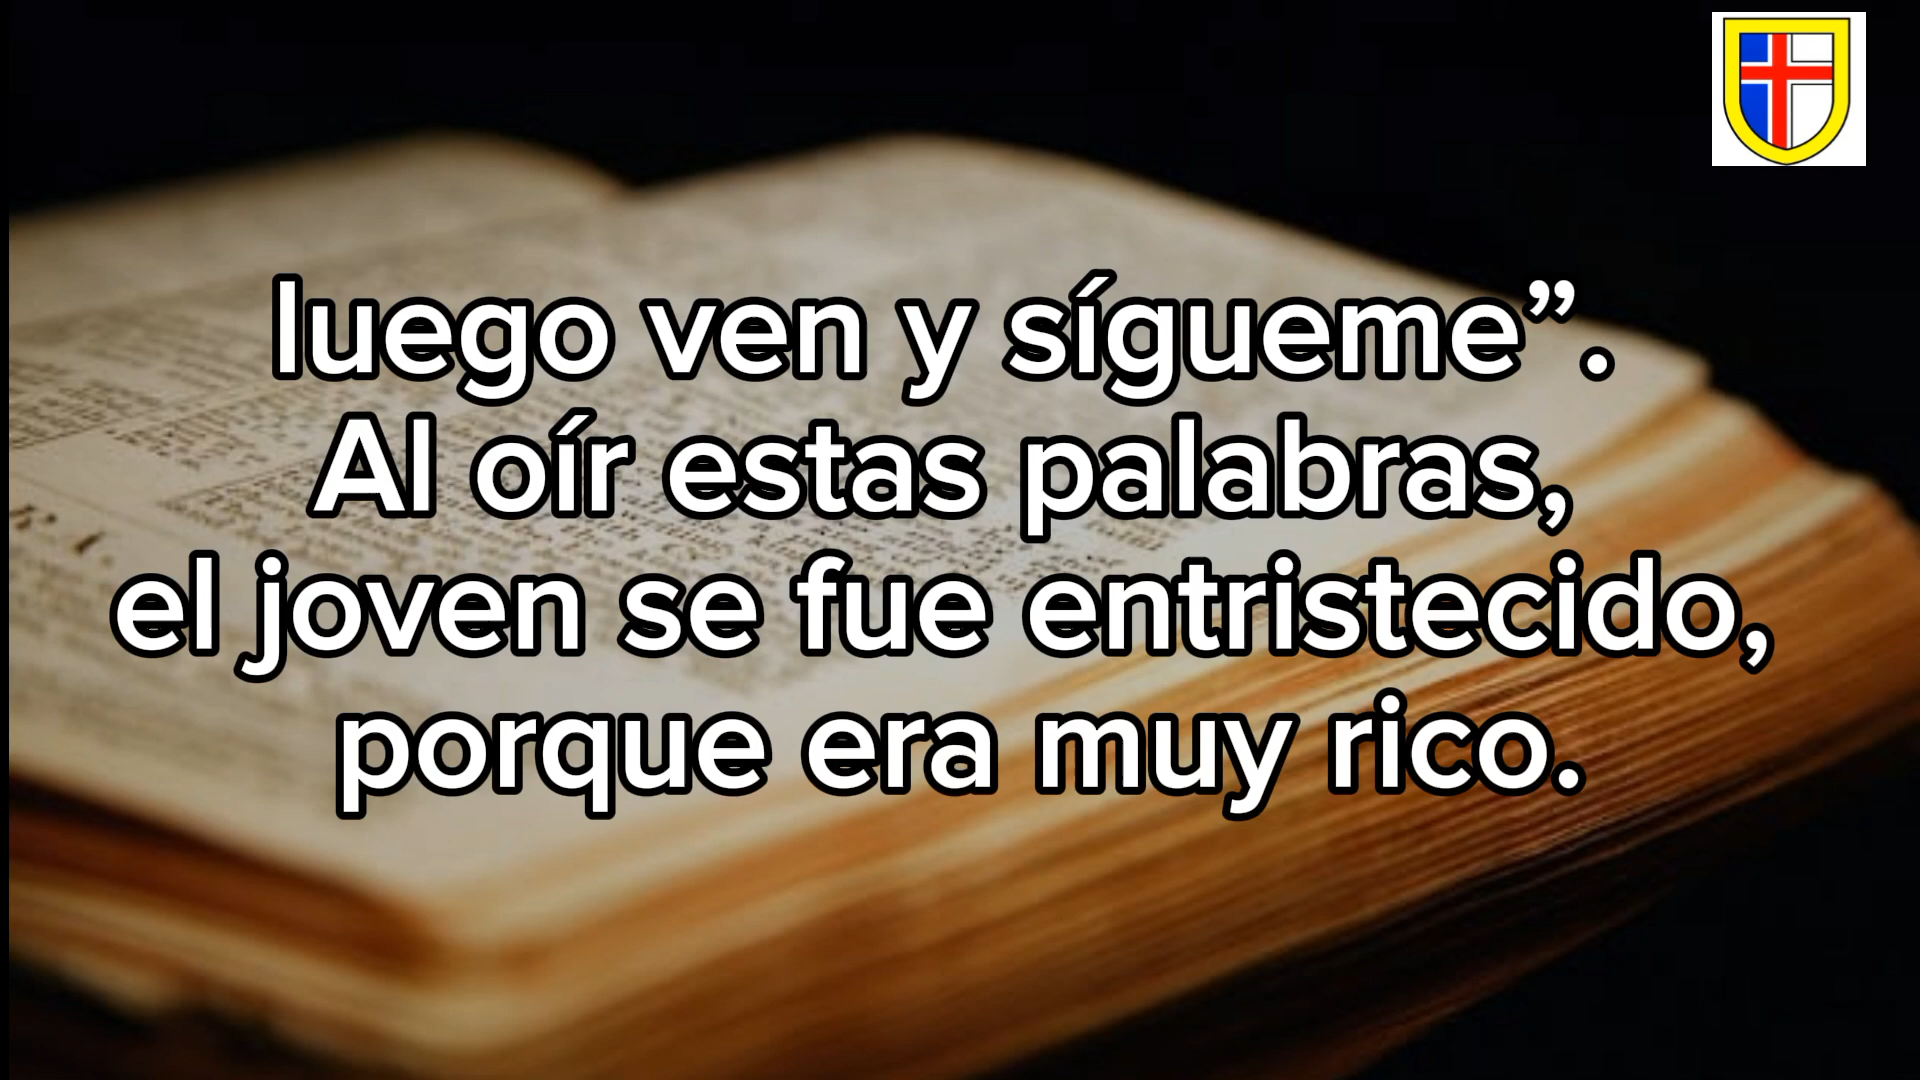 luego ven y sígueme”.
Al oír estas palabras,
el joven se fue entristecido,
porque era muy rico.